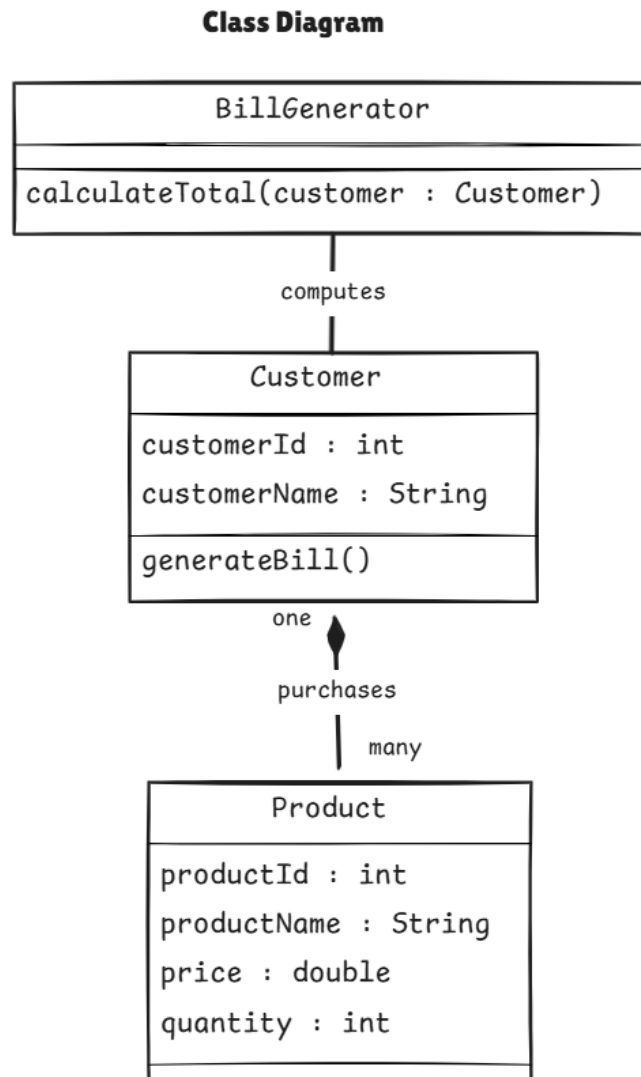 Class Diagram
BillGenerator
calculateTotal(customer : Customer)
computes
Customer
customerId : int
customerName : String
generateBill()
one
purchases
many
Product
productId : int
productName : String
price : double
quantity : int